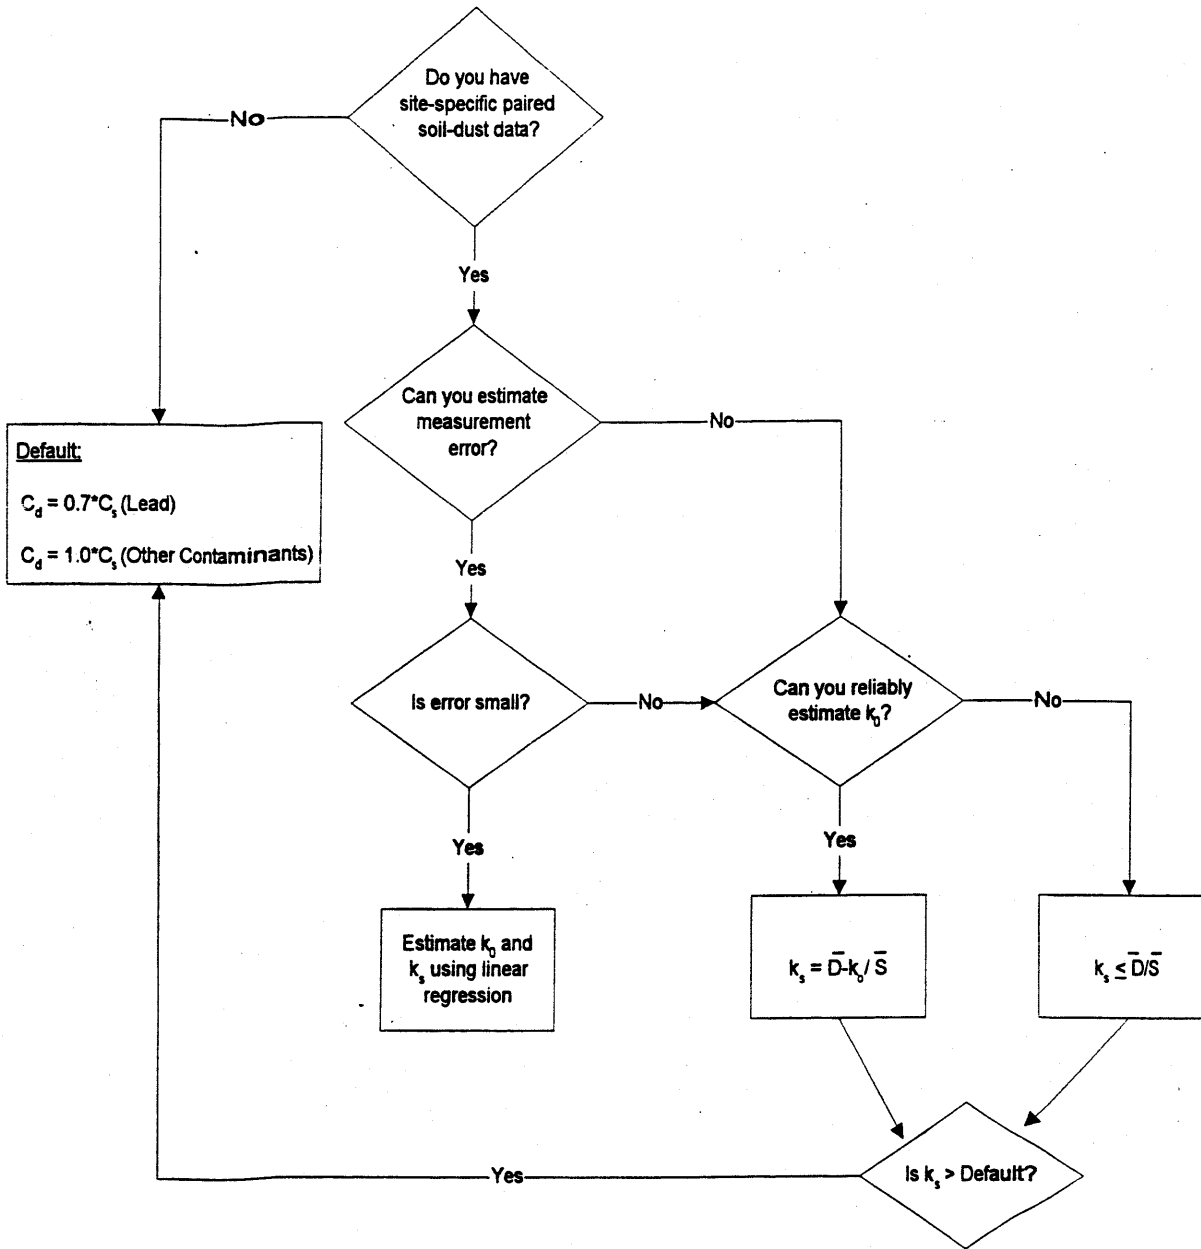 Do you have
site-specific paired
soil-dust data?
No
Yes
Can you estimate
measurement
error?
No
Default:
C_d = 0.7*C_s (Lead)
C_d = 1.0*C_s (Other Contaminants)
Yes
Is error small?
No
Can you reliably
estimate k_0?
No
Yes
Yes
Estimate k_0 and
k_s using linear
regression
k_s = D̄-k_o/ S̄
k_s ≤ D̄/S̄
Yes
Is k_s > Default?